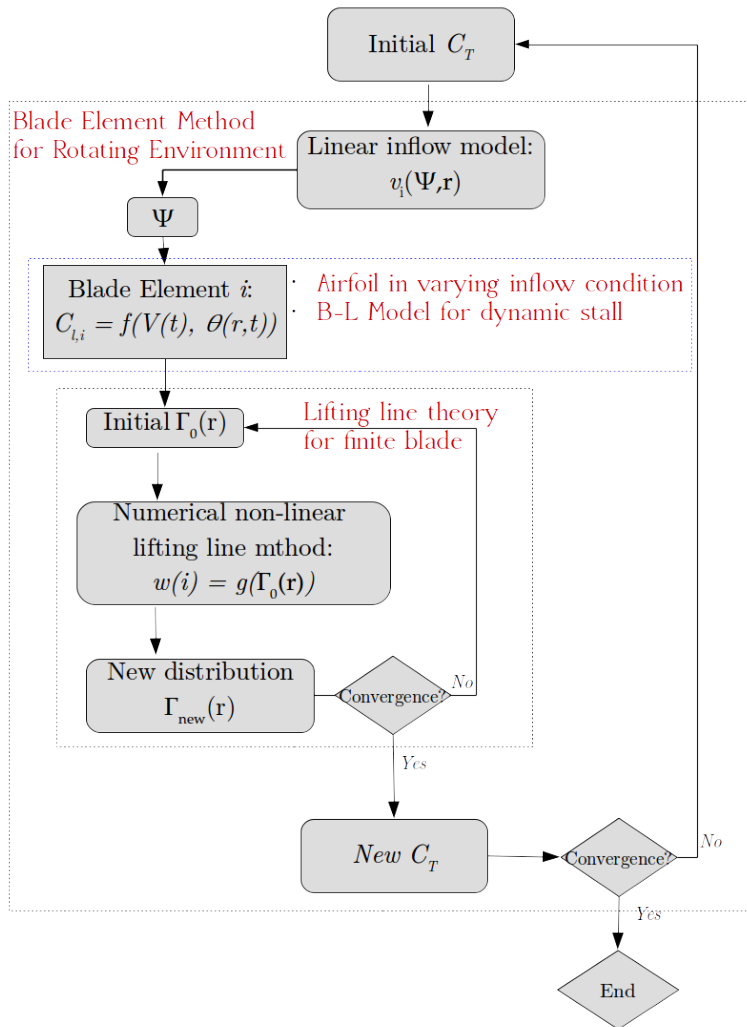 Initial C_T
Blade Element Method
for Rotating Environment
Linear inflow model:
v_i(Ψ,r)
Ψ
Blade Element i:
C_{l,i} = f(V(t), θ(r,t))
· Airfoil in varying inflow condition
· B-L Model for dynamic stall
Initial Γ_0(r)
Lifting line theory
for finite blade
Numerical non-linear
lifting line mthod:
w(i) = g(Γ_0(r))
New distribution
Γ_new(r)
Convergence?
No
Yes
New C_T
Convergence?
No
Yes
End